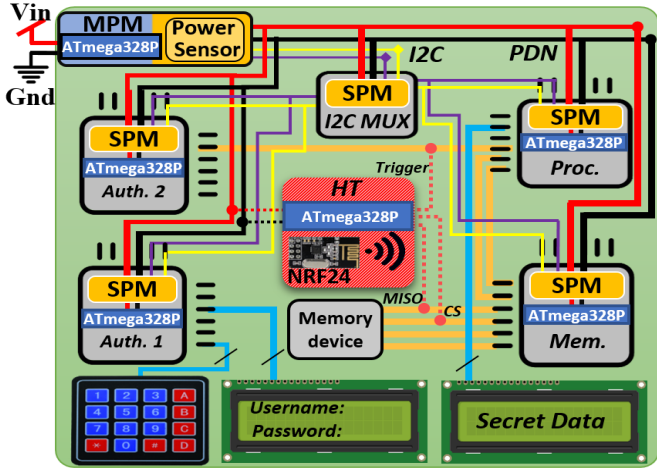 Vin
Gnd
MPM
ATmega328P
Power
Sensor
I2C
PDN
SPM
I2C MUX
SPM
ATmega328P
Auth. 2
SPM
ATmega328P
Proc.
Trigger
HT
ATmega328P
NRF24
MISO
CS
SPM
ATmega328P
Auth. 1
Memory
device
SPM
ATmega328P
Mem.
1 2 3 A
4 5 6 B
7 8 9 C
* 0 # D
Username:
Password:
Secret Data